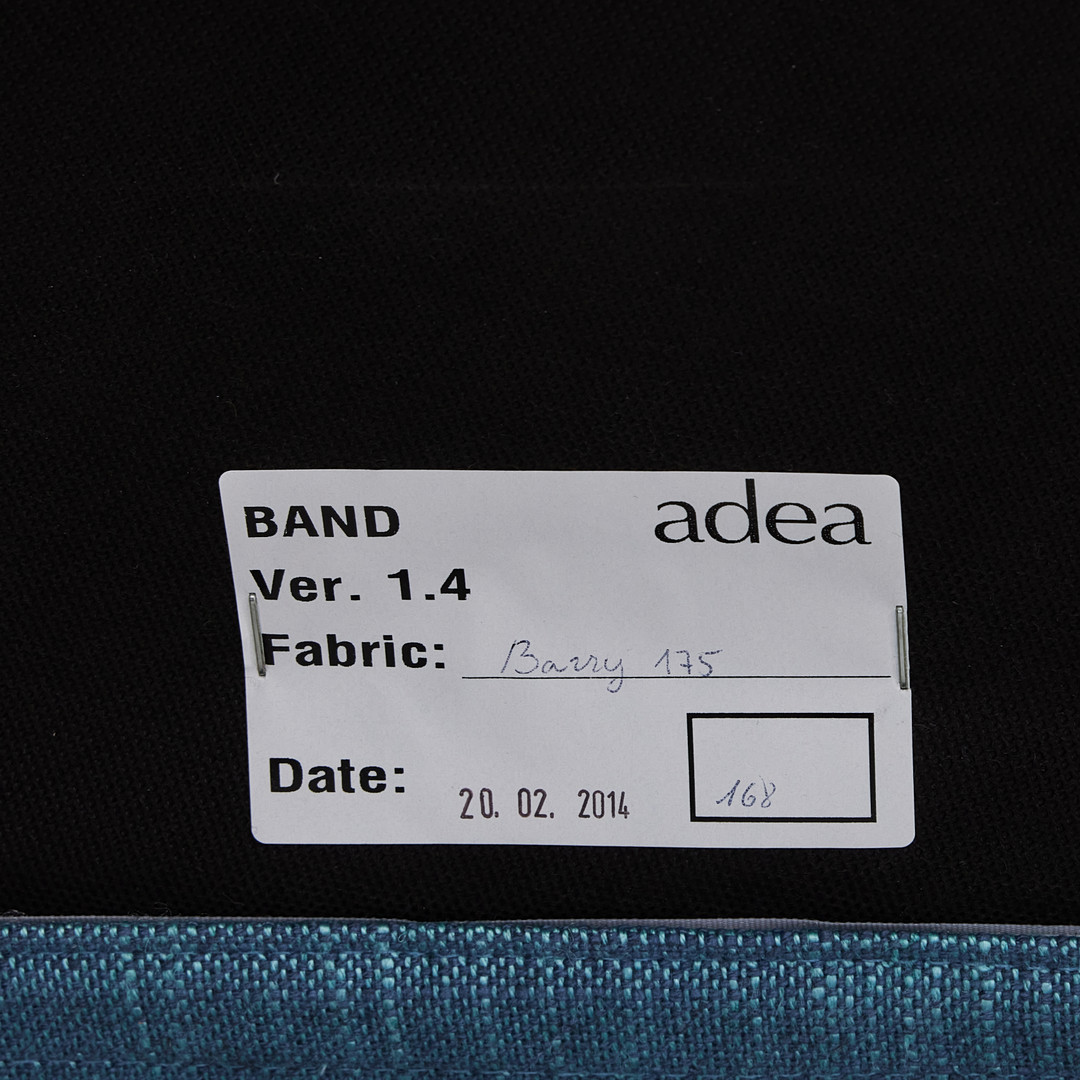 BAND
adea
Ver. 1.4
Fabric: Barry 175
Date: 20. 02. 2014
168